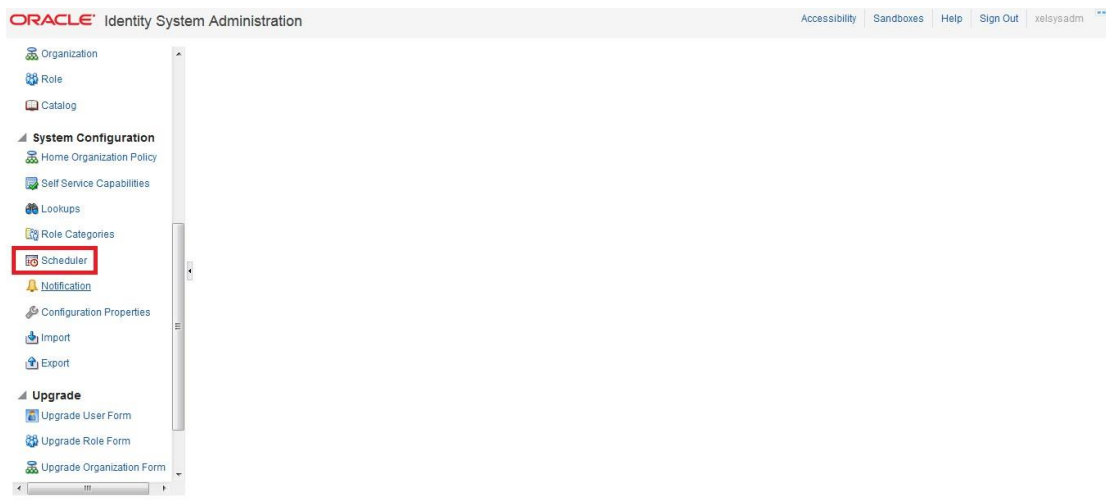 ORACLE Identity System Administration
Accessibility Sandboxes Help Sign Out xelsysadm
Organization
Role
Catalog
System Configuration
Home Organization Policy
Self Service Capabilities
Lookups
Role Categories
Scheduler
Notification
Configuration Properties
Import
Export
Upgrade
Upgrade User Form
Upgrade Role Form
Upgrade Organization Form